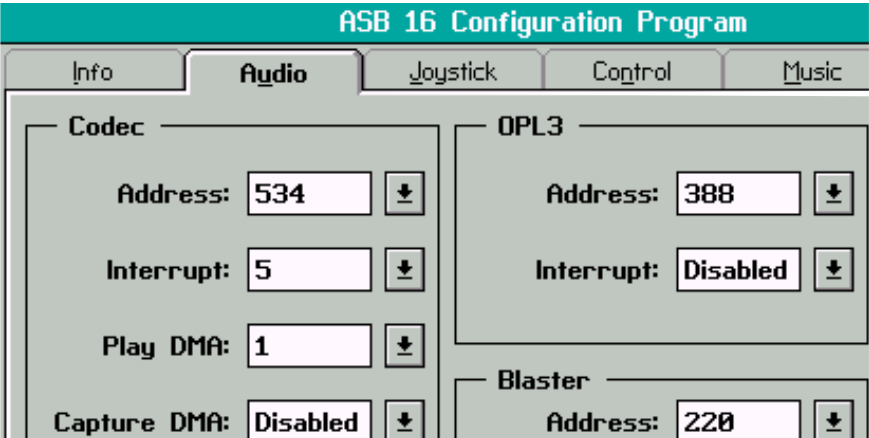 ASB 16 Configuration Program
Info Audio Joystick Control Music
Codec
Address: 534
Interrupt: 5
Play DMA: 1
Capture DMA: Disabled
OPL3
Address: 388
Interrupt: Disabled
Blaster
Address: 220